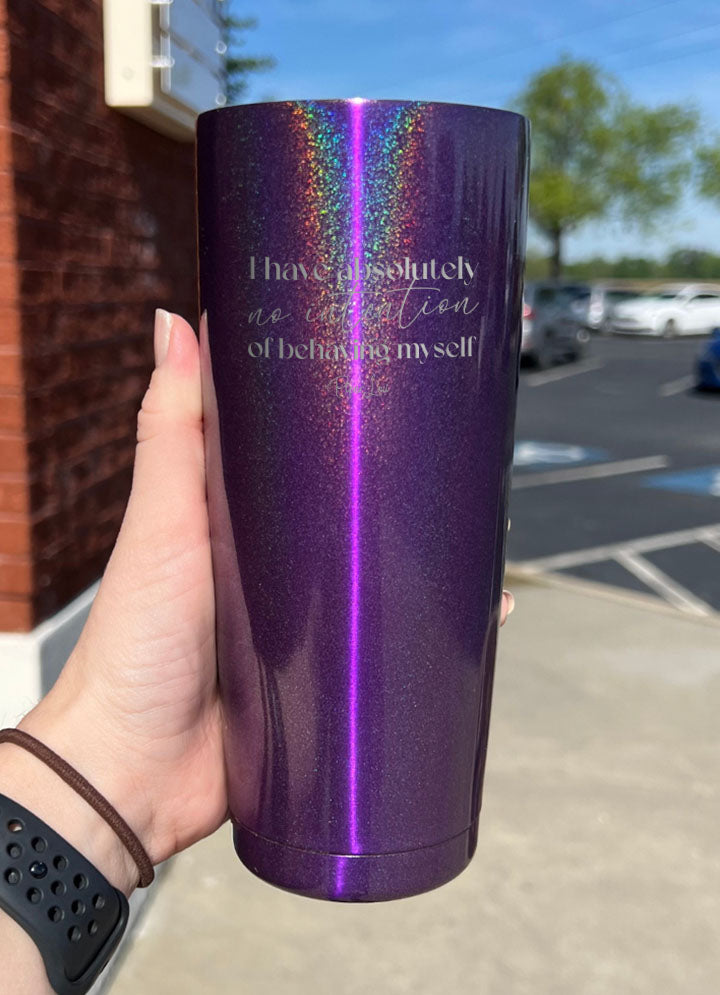 I have absolutely
no intention
of behaving myself